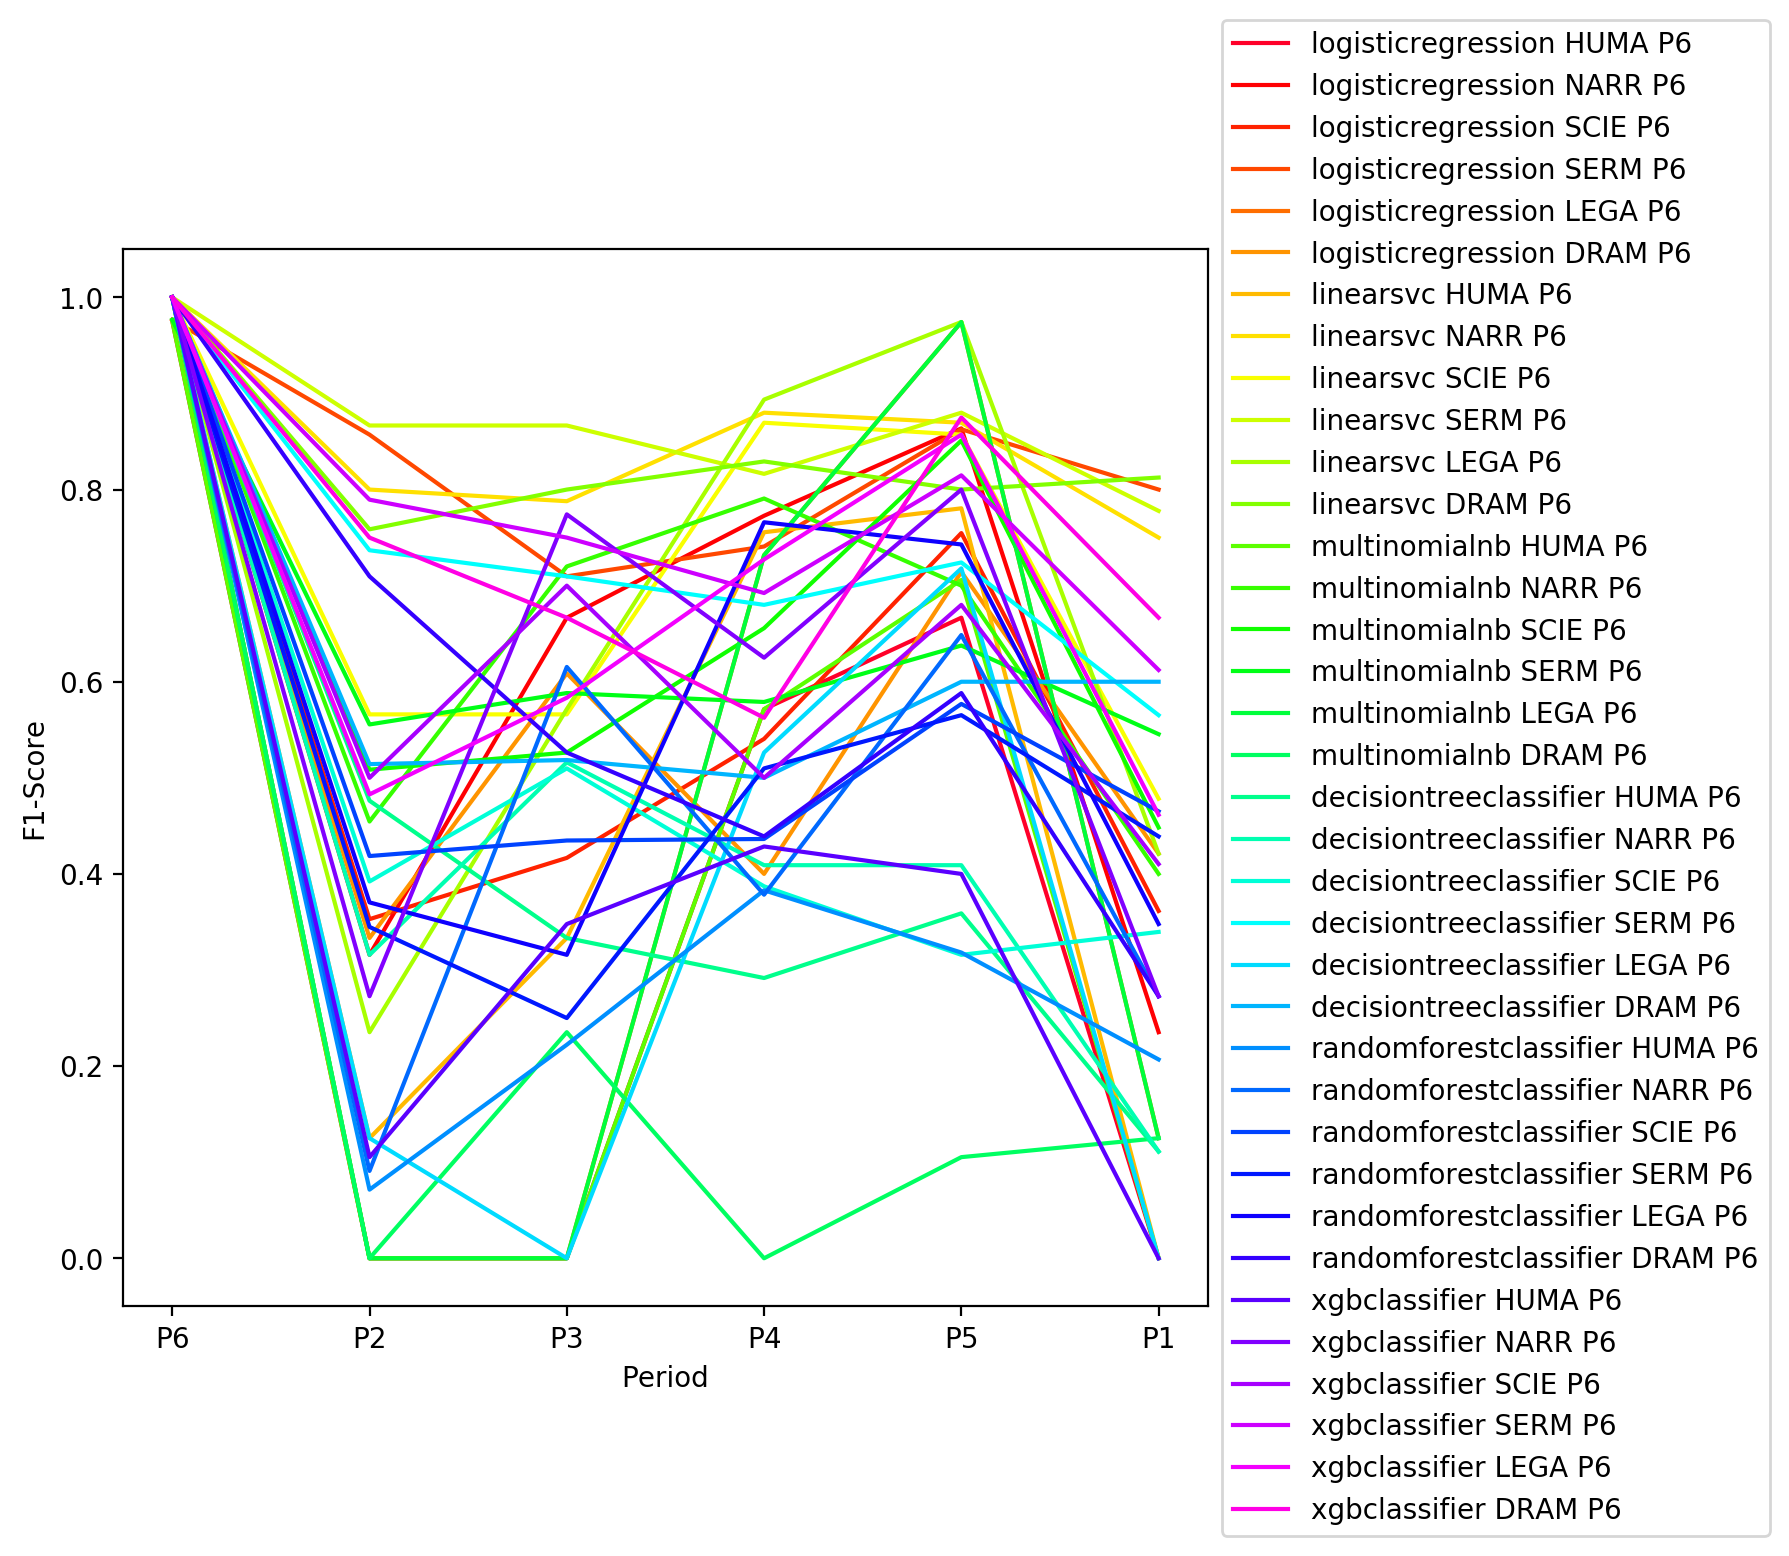 F1-Score
1.0
0.8
0.6
0.4
0.2
0.0
P6 P2 P3 P4 P5 P1
Period
logisticregression HUMA P6
logisticregression NARR P6
logisticregression SCIE P6
logisticregression SERM P6
logisticregression LEGA P6
logisticregression DRAM P6
linearsvc HUMA P6
linearsvc NARR P6
linearsvc SCIE P6
linearsvc SERM P6
linearsvc LEGA P6
linearsvc DRAM P6
multinomialnb HUMA P6
multinomialnb NARR P6
multinomialnb SCIE P6
multinomialnb SERM P6
multinomialnb LEGA P6
multinomialnb DRAM P6
decisiontreeclassifier HUMA P6
decisiontreeclassifier NARR P6
decisiontreeclassifier SCIE P6
decisiontreeclassifier SERM P6
decisiontreeclassifier LEGA P6
decisiontreeclassifier DRAM P6
randomforestclassifier HUMA P6
randomforestclassifier NARR P6
randomforestclassifier SCIE P6
randomforestclassifier SERM P6
randomforestclassifier LEGA P6
randomforestclassifier DRAM P6
xgbclassifier HUMA P6
xgbclassifier NARR P6
xgbclassifier SCIE P6
xgbclassifier SERM P6
xgbclassifier LEGA P6
xgbclassifier DRAM P6